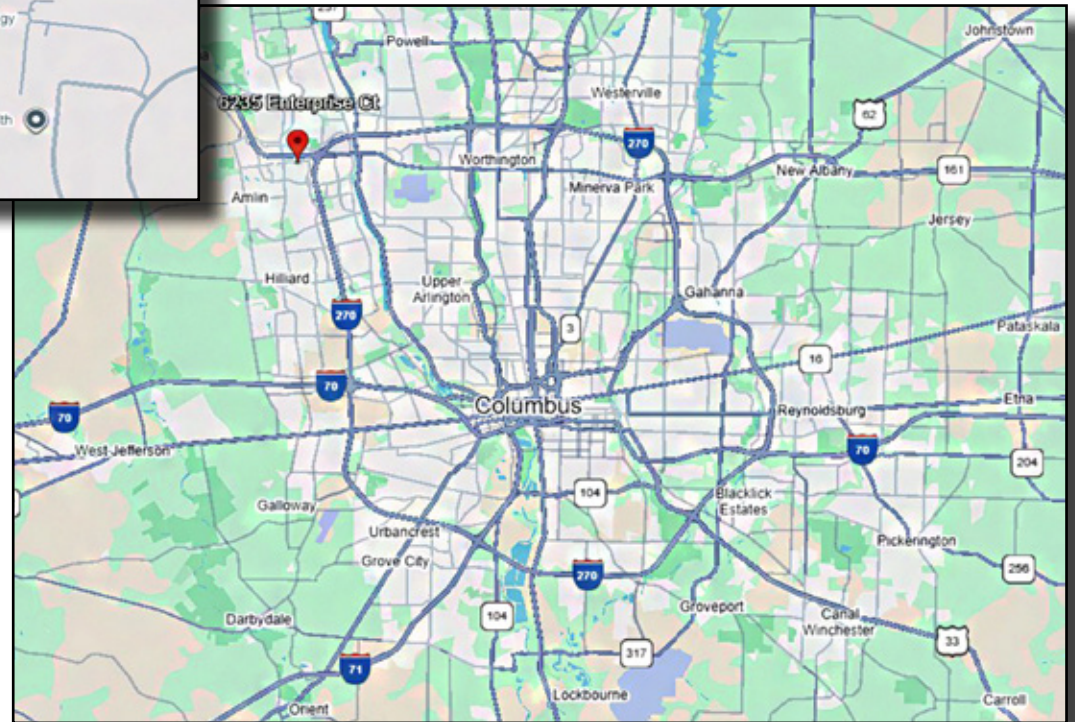 gy
th
Powell
Johnstown
6235 Enterprise Ct
Westerville
62
270
Worthington
New Albany
161
Amlin
Minerva Park
Jersey
Hilliard
Upper
Arlington
Gahanna
270
3
Pataskala
16
70
Columbus
Etna
70
Reynoldsburg
West Jefferson
70
204
104
Galloway
Blacklick
Estates
Urbancrest
Pickerington
Grove City
270
256
Darbydale
104
Groveport
Canal
Winchester
33
317
71
Lockbourne
Carroll
Orient